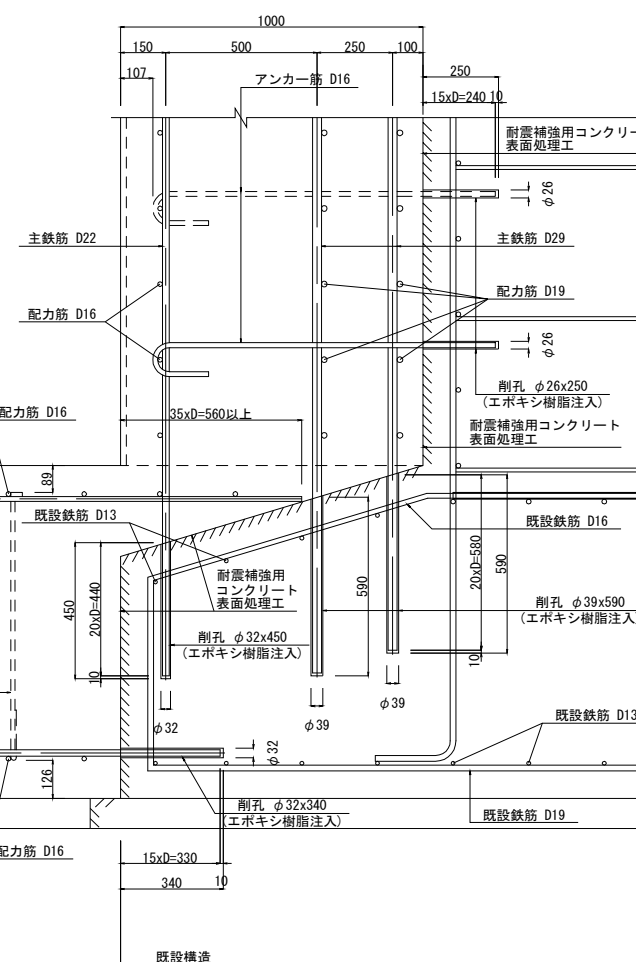 1000
150
500
250
100
107
アンカー筋 D16
250
15xD=240
10
耐震補強用コンクリー
表面処理工
φ26
主鉄筋 D22
主鉄筋 D29
配力筋 D16
配力筋 D19
φ26
削孔 φ26x250
(エポキシ樹脂注入)
配力筋 D16
35xD=560以上
耐震補強用コンクリート
表面処理工
89
既設鉄筋 D13
既設鉄筋 D16
450
20xD=440
10
耐震補強用
コンクリート
表面処理工
590
20xD=580
590
10
削孔 φ39x590
(エポキシ樹脂注入)
削孔 φ32x450
(エポキシ樹脂注入)
φ32
φ39
φ39
φ32
既設鉄筋 D13
126
削孔 φ32x340
(エポキシ樹脂注入)
既設鉄筋 D19
配力筋 D16
15xD=330
340
10
既設構造